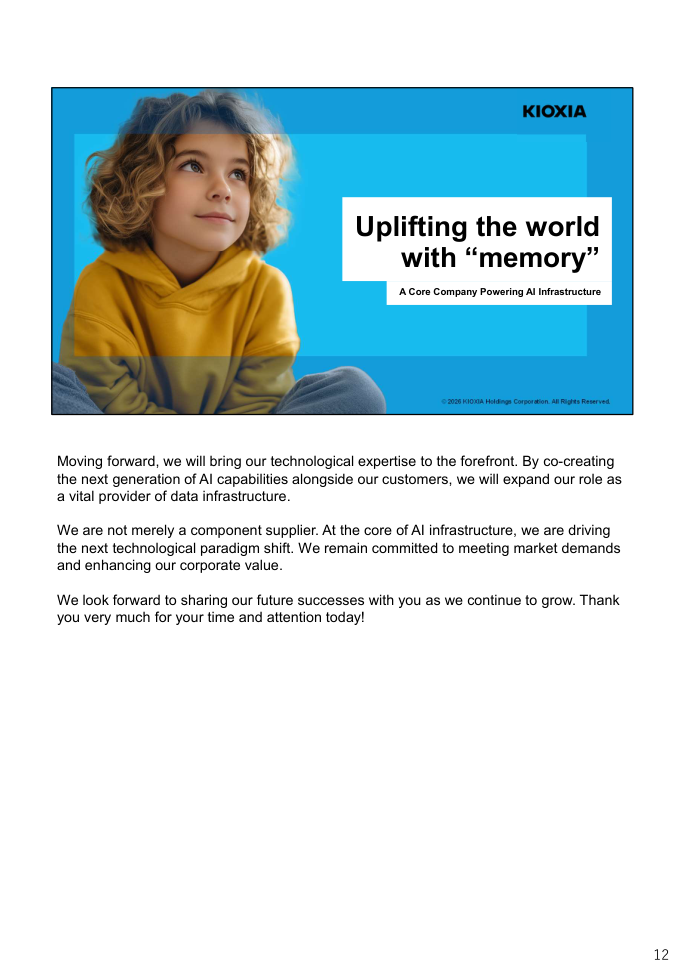 KIOXIA
Uplifting the world
with “memory”
A Core Company Powering AI Infrastructure
© 2026 KIOXIA Holdings Corporation. All Rights Reserved.
Moving forward, we will bring our technological expertise to the forefront. By co-creating
the next generation of AI capabilities alongside our customers, we will expand our role as
a vital provider of data infrastructure.
We are not merely a component supplier. At the core of AI infrastructure, we are driving
the next technological paradigm shift. We remain committed to meeting market demands
and enhancing our corporate value.
We look forward to sharing our future successes with you as we continue to grow. Thank
you very much for your time and attention today!
12